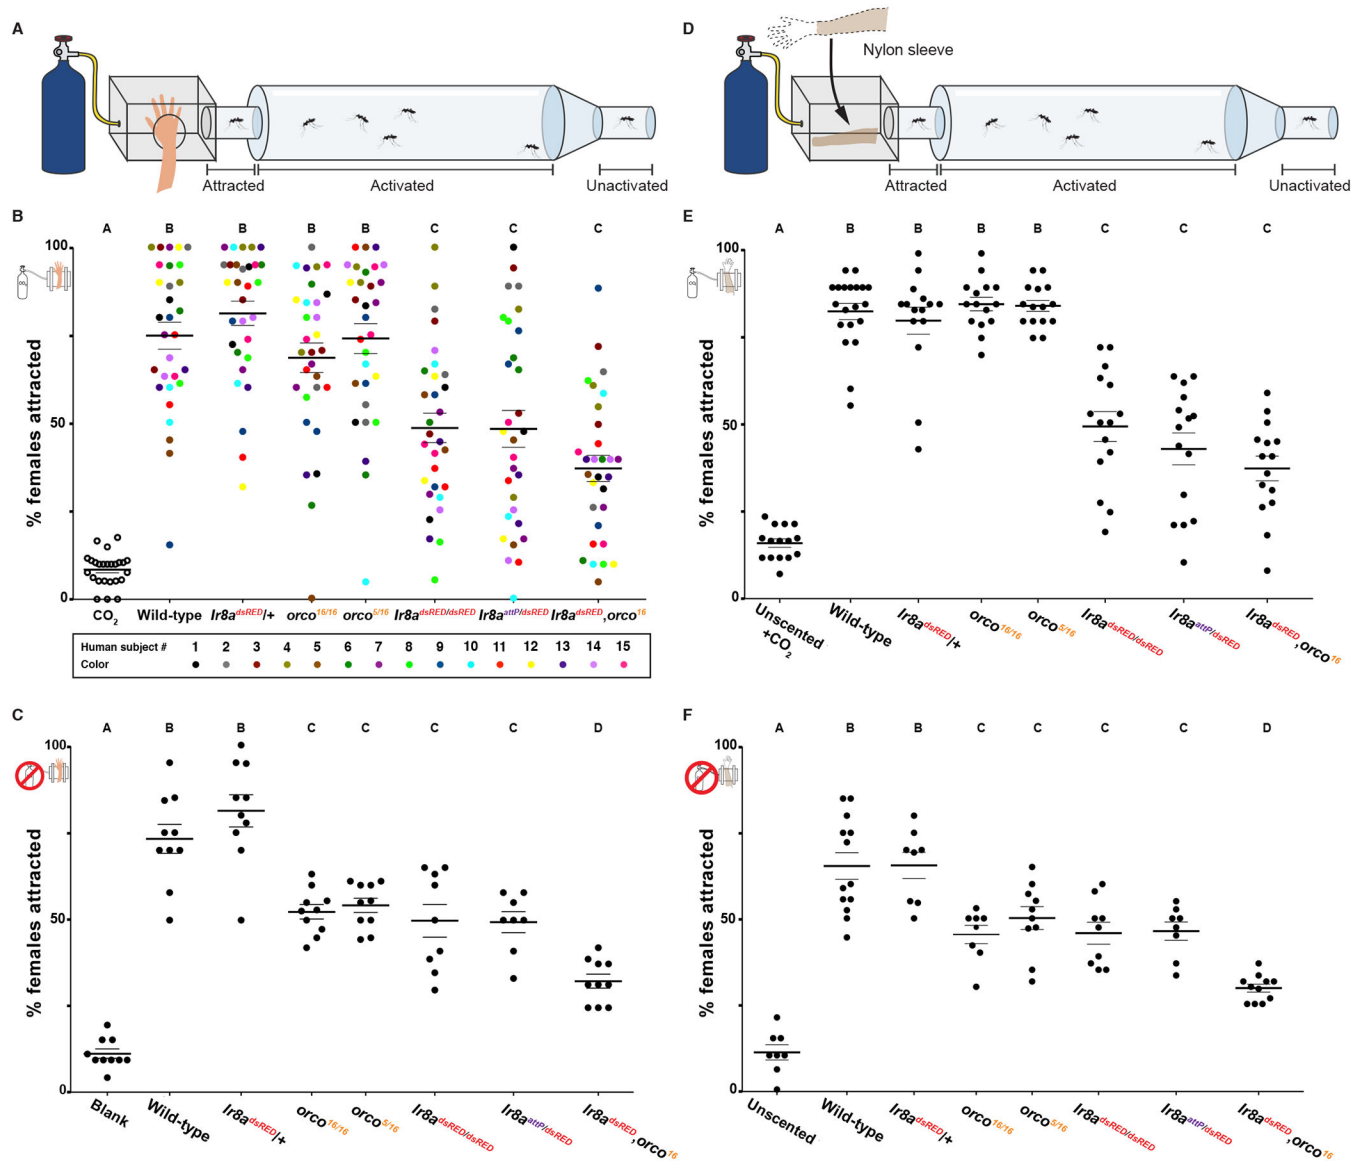 A
Attracted
Activated
Unactivated
D
Nylon sleeve
Attracted
Activated
Unactivated
B
A B B B B C C C
% females attracted
100
50
0
CO2 Wild-type Ir8adsRED/+ orco16/16 orco5/16 Ir8adsRED/dsRED Ir8aattP/dsRED Ir8adsRED,orco16
Human subject # 1 2 3 4 5 6 7 8 9 10 11 12 13 14 15
Color
E
A B B B B C C C
% females attracted
100
50
0
Unscented
+CO2
Wild-type
Ir8adsRED/+
orco16/16
orco5/16
Ir8adsRED/dsRED
Ir8aattP/dsRED
Ir8adsRED,orco16
C
A B B C C C C D
% females attracted
100
50
0
Blank
Wild-type
Ir8adsRED/+
orco16/16
orco5/16
Ir8adsRED/dsRED
Ir8aattP/dsRED
Ir8adsRED,orco16
F
A B B C C C C D
% females attracted
100
50
0
Unscented
Wild-type
Ir8adsRED/+
orco16/16
orco5/16
Ir8adsRED/dsRED
Ir8aattP/dsRED
Ir8adsRED,orco16